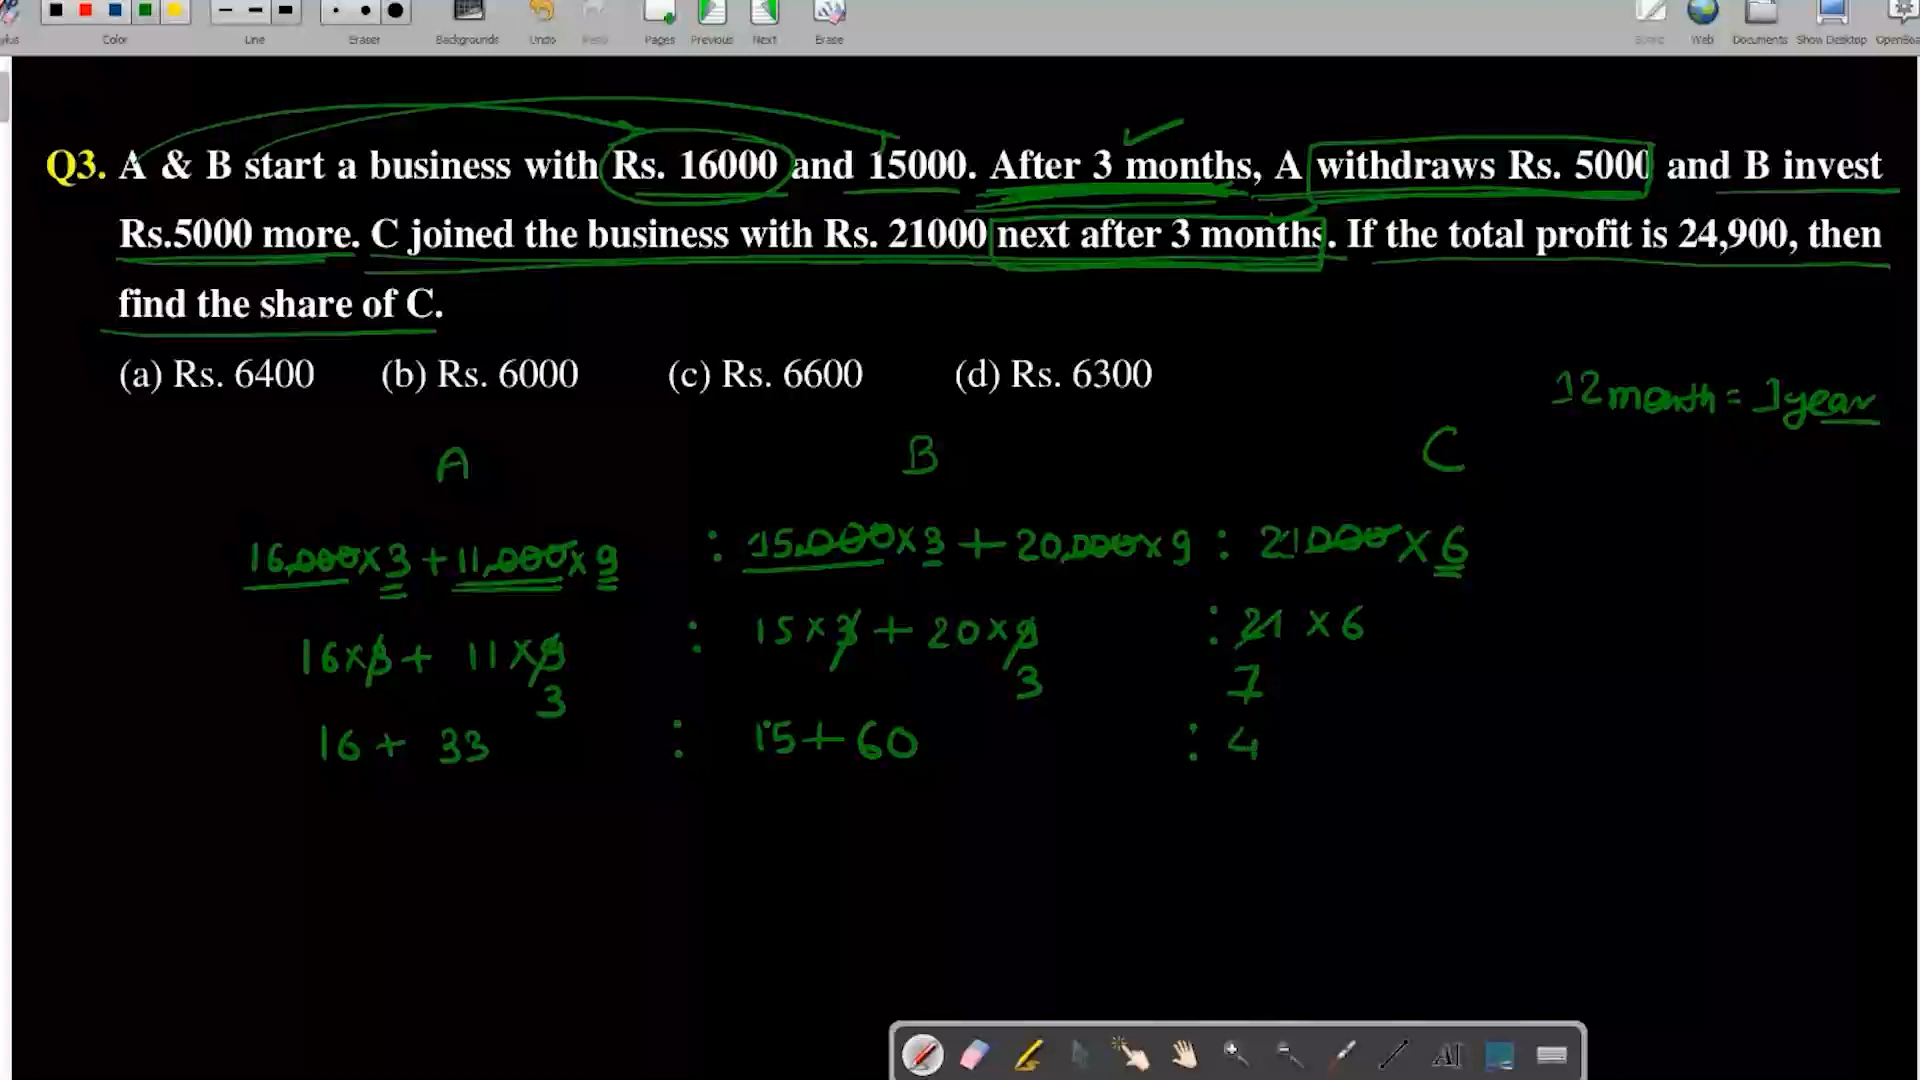 Color Line Eraser Backgrounds Undo Pages Previous Next Erase Web Documents Show Desktop
Q3. A & B start a business with Rs. 16000 and 15000. After 3 months, A withdraws Rs. 5000 and B invest
Rs.5000 more. C joined the business with Rs. 21000 next after 3 months. If the total profit is 24,900, then
find the share of C.
(a) Rs. 6400 (b) Rs. 6000 (c) Rs. 6600 (d) Rs. 6300
12 month = 1 year
A B C
16,000×3 + 11,000×9 : 15,000×3 + 20,000×9 : 21000 × 6
16×3 + 11×9 : 15×3 + 20×9 : 21 × 6
3 3 7
16 + 33 : 15+60 : 4
AI